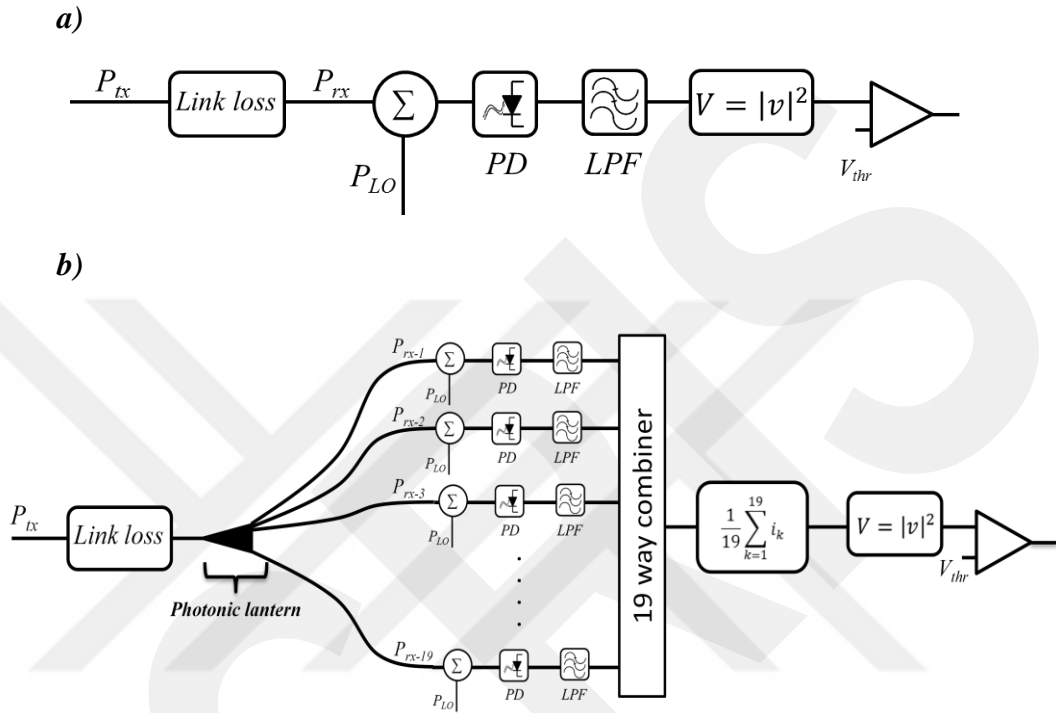 a)
P_tx
Link loss
P_rx
Σ
P_LO
PD
LPF
V = |v|²
V_thr
b)
P_tx
Link loss
Photonic lantern
P_rx-1
Σ
P_LO
PD
LPF
P_rx-2
Σ
P_LO
PD
LPF
P_rx-3
Σ
P_LO
PD
LPF
P_rx-19
Σ
P_LO
PD
LPF
19 way combiner
1/19 ∑_{k=1}^{19} i_k
V = |v|²
V_thr